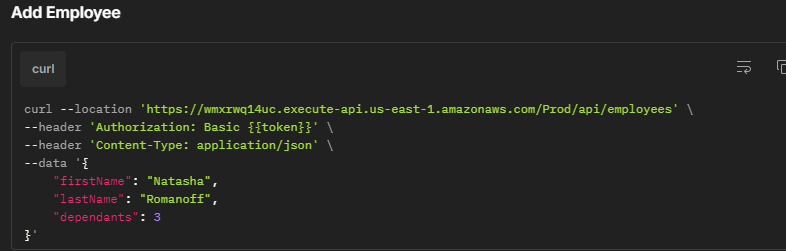 Add Employee
curl
curl --location 'https://wmxrwq14uc.execute-api.us-east-1.amazonaws.com/Prod/api/employees' \
--header 'Authorization: Basic {{token}}' \
--header 'Content-Type: application/json' \
--data '{
    "firstName": "Natasha",
    "lastName": "Romanoff",
    "dependants": 3
}'